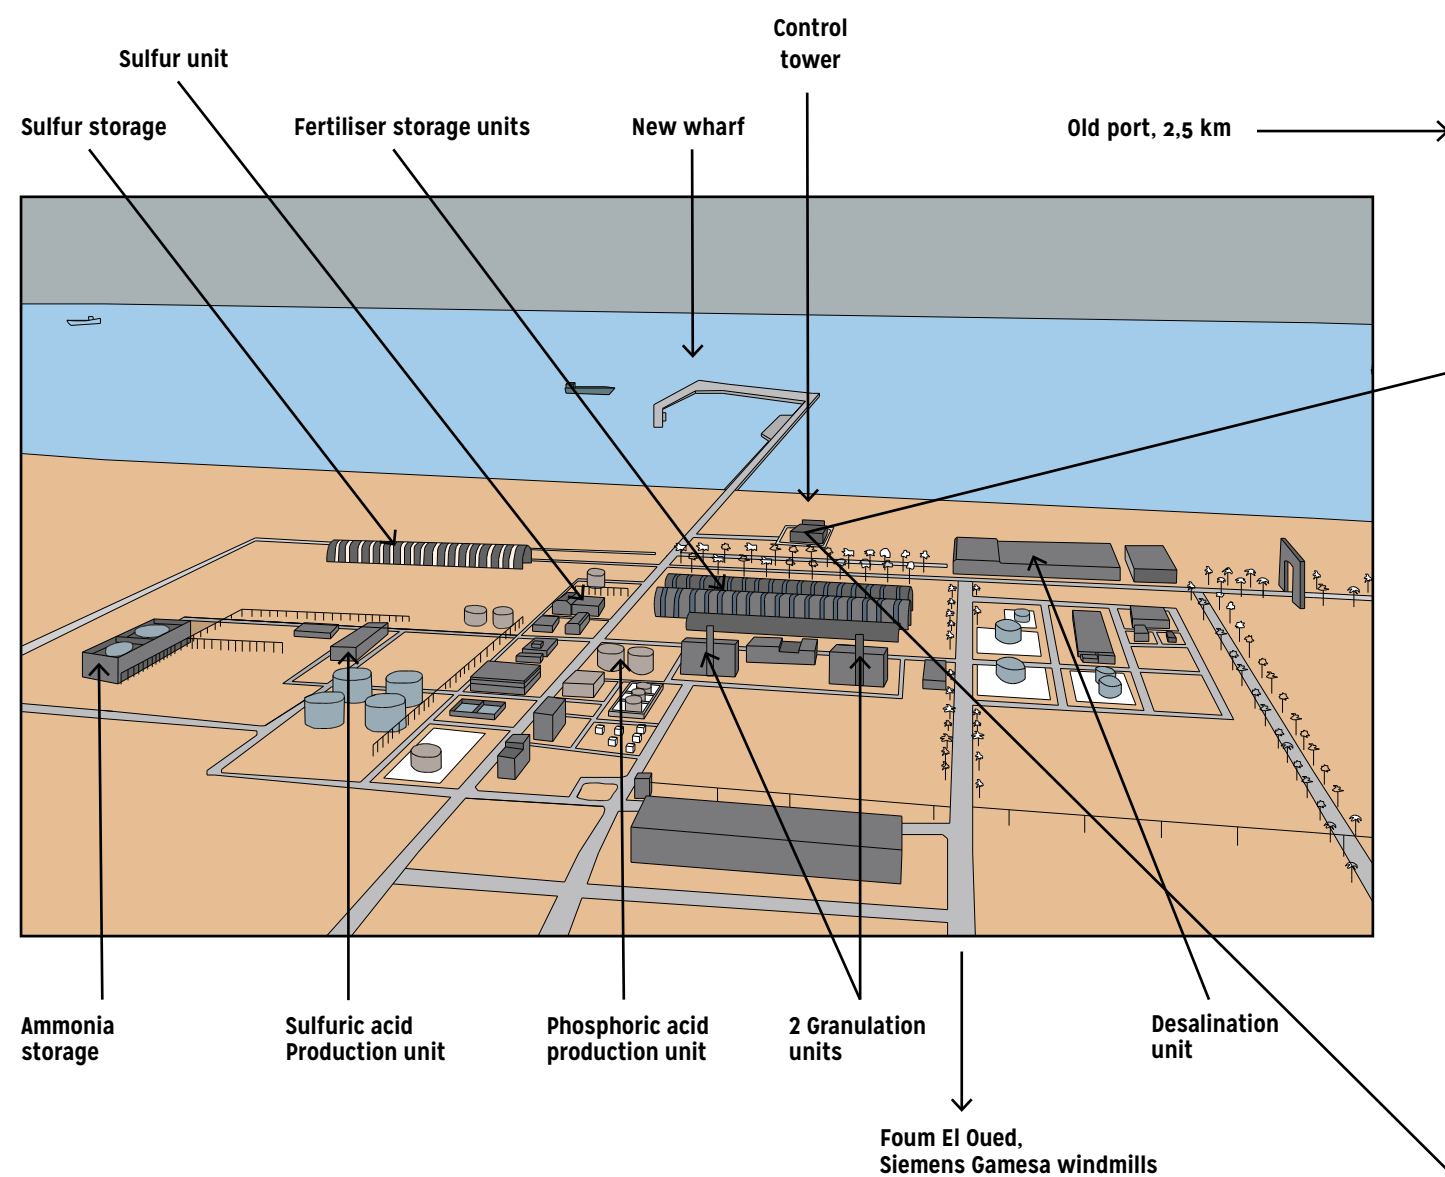 Control
tower
Sulfur unit
Sulfur storage
Fertiliser storage units
New wharf
Old port, 2,5 km
Ammonia
storage
Sulfuric acid
Production unit
Phosphoric acid
production unit
2 Granulation
units
Desalination
unit
Foum El Oued,
Siemens Gamesa windmills